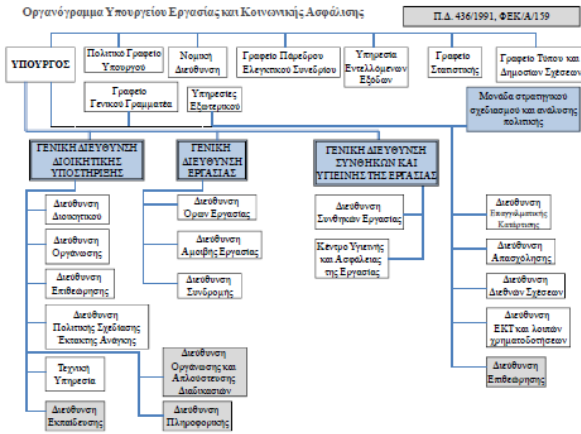 Οργανόγραμμα Υπουργείου Εργασίας και Κοινωνικής Ασφάλισης
Π.Δ. 436/1991, ΦΕΚ/Α/159
ΥΠΟΥΡΓΟΣ
Πολιτικό Γραφείο
Υπουργού
Νομική
Διεύθυνση
Γραφείο Πάρεδρου
Ελεγκτικού Συνεδρίου
Υπηρεσία
Εντελλόμενων
Εξόδων
Γραφείο
Στατιστικής
Γραφείο Τύπου και
Δημοσίων Σχέσεων
Γραφείο
Γενικού Γραμματέα
Υπηρεσίες
Εξωτερικού
Μονάδα στρατηγικού
σχεδιασμού και ανάλυσης
πολιτικής
ΓΕΝΙΚΗ ΔΙΕΥΘΥΝΣΗ
ΔΙΟΙΚΗΤΙΚΗΣ
ΥΠΟΣΤΗΡΙΞΗΣ
ΓΕΝΙΚΗ
ΔΙΕΥΘΥΝΣΗ
ΕΡΓΑΣΙΑΣ
ΓΕΝΙΚΗ ΔΙΕΥΘΥΝΣΗ
ΣΥΝΘΗΚΩΝ ΚΑΙ
ΥΓΙΕΙΝΗΣ ΤΗΣ ΕΡΓΑΣΙΑΣ
Διεύθυνση
Διοικητικού
Διεύθυνση
Οργάνωσης
Διεύθυνση
Επιθεώρησης
Διεύθυνση
Πολιτικής Σχεδίασης
Έκτακτης Ανάγκης
Τεχνική
Υπηρεσία
Διεύθυνση
Εκπαίδευσης
Διεύθυνση
Όρων Εργασίας
Διεύθυνση
Αμοιβής Εργασίας
Διεύθυνση
Συνδρομής
Διεύθυνση
Οργάνωσης και
Απλούστευσης
Διαδικασιών
Διεύθυνση
Πληροφορικής
Διεύθυνση
Συνθηκών Εργασίας
Κέντρο Υγιεινής
και Ασφάλειας
της Εργασίας
Διεύθυνση
Επαγγελματικής
Κατάρτισης
Διεύθυνση
Απασχόλησης
Διεύθυνση
Διεθνών Σχέσεων
Διεύθυνση
ΕΚΤ και λοιπών
χρηματοδοτήσεων
Διεύθυνση
Επιθεώρησης